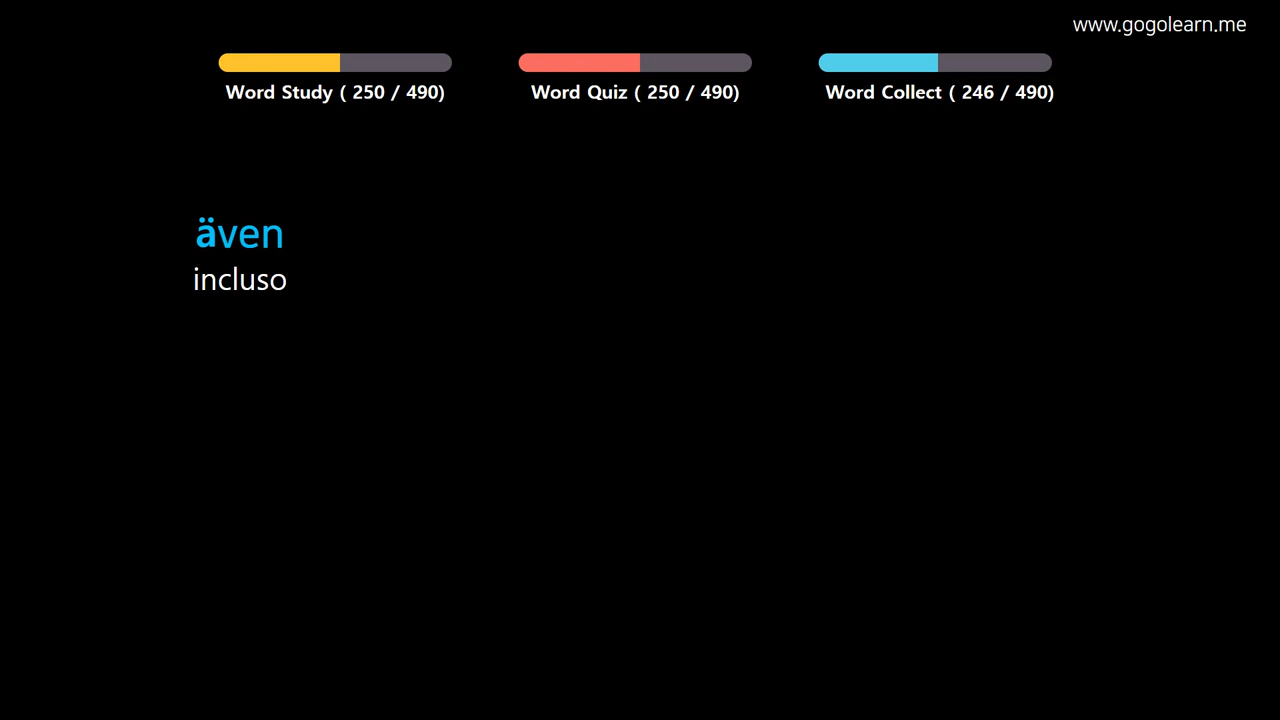 www.gogolearn.me
Word Study ( 250 / 490)
Word Quiz ( 250 / 490)
Word Collect ( 246 / 490)
även
incluso